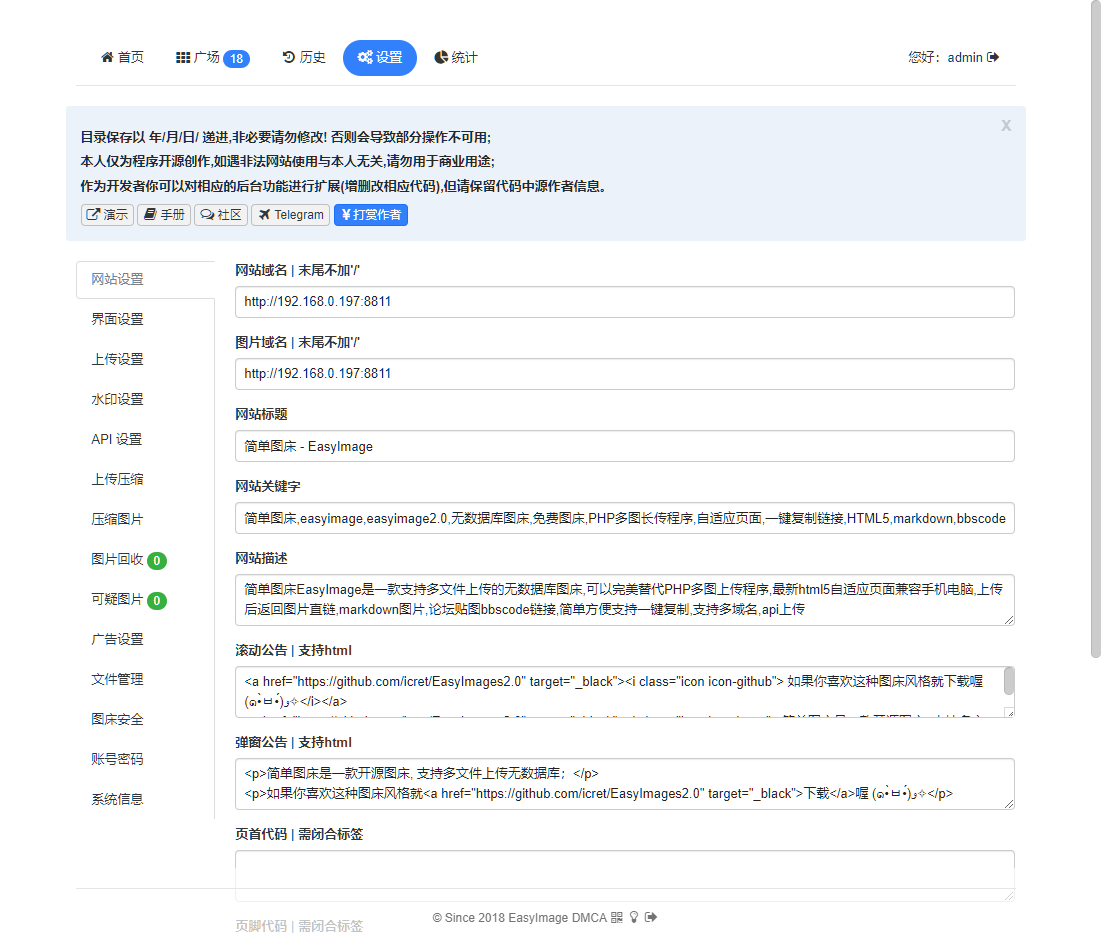 首页 广场 18 历史 设置 统计 您好：admin
x
目录保存以 年/月/日/ 递进,非必要请勿修改! 否则会导致部分操作不可用;
本人仅为程序开源创作,如遇非法网站使用与本人无关,请勿用于商业用途;
作为开发者你可以对相应的后台功能进行扩展(增删改相应代码),但请保留代码中源作者信息。
演示 手册 社区 Telegram ¥打赏作者
网站设置
界面设置
上传设置
水印设置
API 设置
上传压缩
压缩图片
图片回收 0
可疑图片 0
广告设置
文件管理
图床安全
账号密码
系统信息
网站域名 | 末尾不加'/'
http://192.168.0.197:8811
图片域名 | 末尾不加'/'
http://192.168.0.197:8811
网站标题
简单图床 - EasyImage
网站关键字
简单图床,easyimage,easyimage2.0,无数据库图床,免费图床,PHP多图长传程序,自适应页面,一键复制链接,HTML5,markdown,bbscode
网站描述
简单图床EasyImage是一款支持多文件上传的无数据库图床,可以完美替代PHP多图上传程序,最新html5自适应页面兼容手机电脑,上传
后返回图片直链,markdown图片,论坛贴图bbscode链接,简单方便支持一键复制,支持多域名,api上传
滚动公告 | 支持html
<a href="https://github.com/icret/EasyImages2.0" target="_black"><i class="icon icon-github"> 如果你喜欢这种图床风格就下载喔
(๑•̀ㅂ•́)و✧</i></a>
弹窗公告 | 支持html
<p>简单图床是一款开源图床, 支持多文件上传无数据库；</p>
<p>如果你喜欢这种图床风格就<a href="https://github.com/icret/EasyImages2.0" target="_black">下载</a>喔 (๑•̀ㅂ•́)و✧</p>
页首代码 | 需闭合标签
页脚代码 | 需闭合标签
© Since 2018 EasyImage DMCA